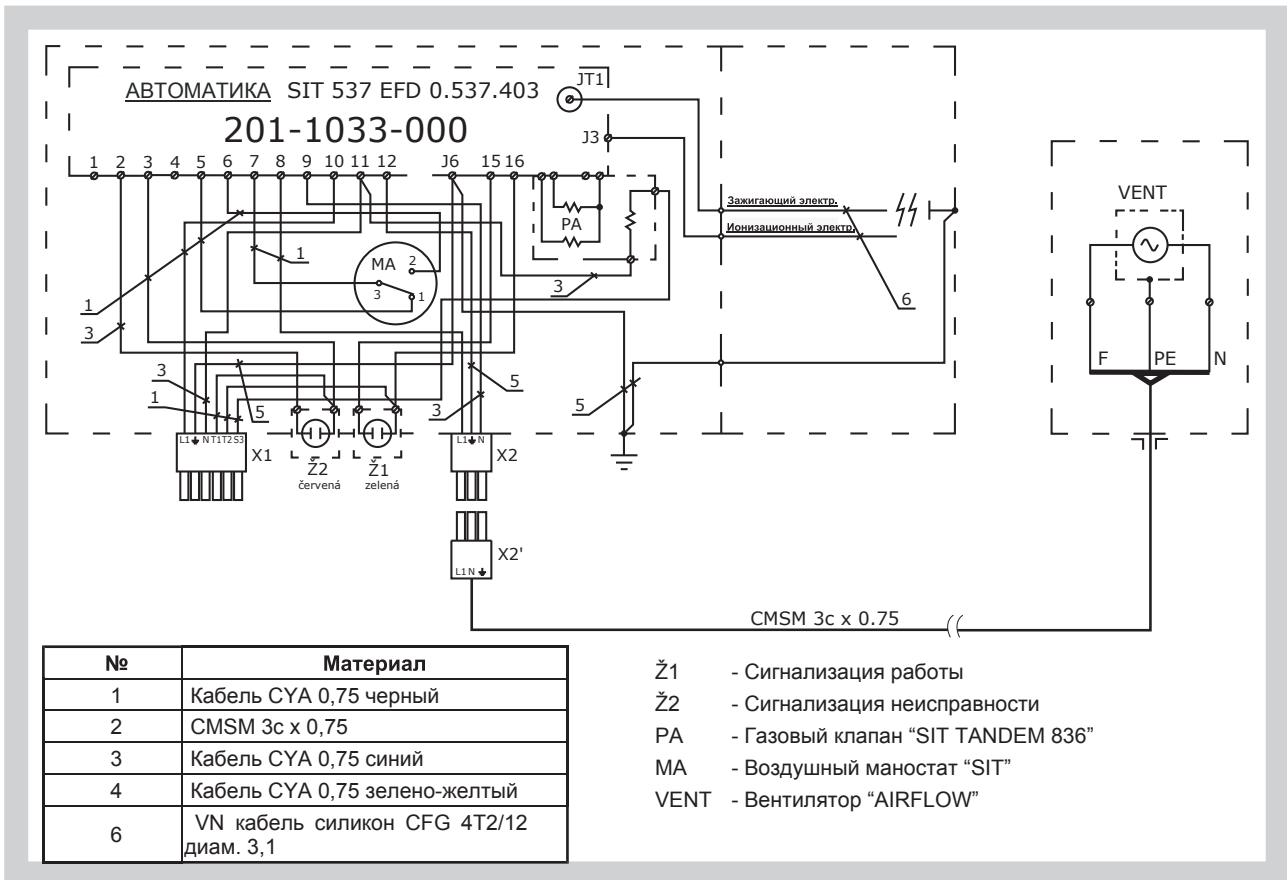 АВТОМАТИКА SIT 537 EFD 0.537.403
JT1
201-1033-000
J3
1 2 3 4 5 6 7 8 9 10 11 12 J6 15 16
VENT
Зажигающий электр.
Ионизационный электр.
PA
MA
2
3
1
1
3
6
1
3
F PE N
3
5
1
5
3
5
L1 N T1 T2 S3
X1
Ž2
červená
Ž1
zelená
L1 N
X2
X2'
L1 N
CMSM 3c x 0.75
№ Материал
1 Кабель CYA 0,75 черный
2 CMSM 3c x 0,75
3 Кабель CYA 0,75 синий
4 Кабель CYA 0,75 зелено-желтый
6 VN кабель силикон CFG 4T2/12
диам. 3,1
Ž1 - Сигнализация работы
Ž2 - Сигнализация неисправности
PA - Газовый клапан “SIT TANDEM 836”
MA - Воздушный маностат “SIT”
VENT - Вентилятор “AIRFLOW”